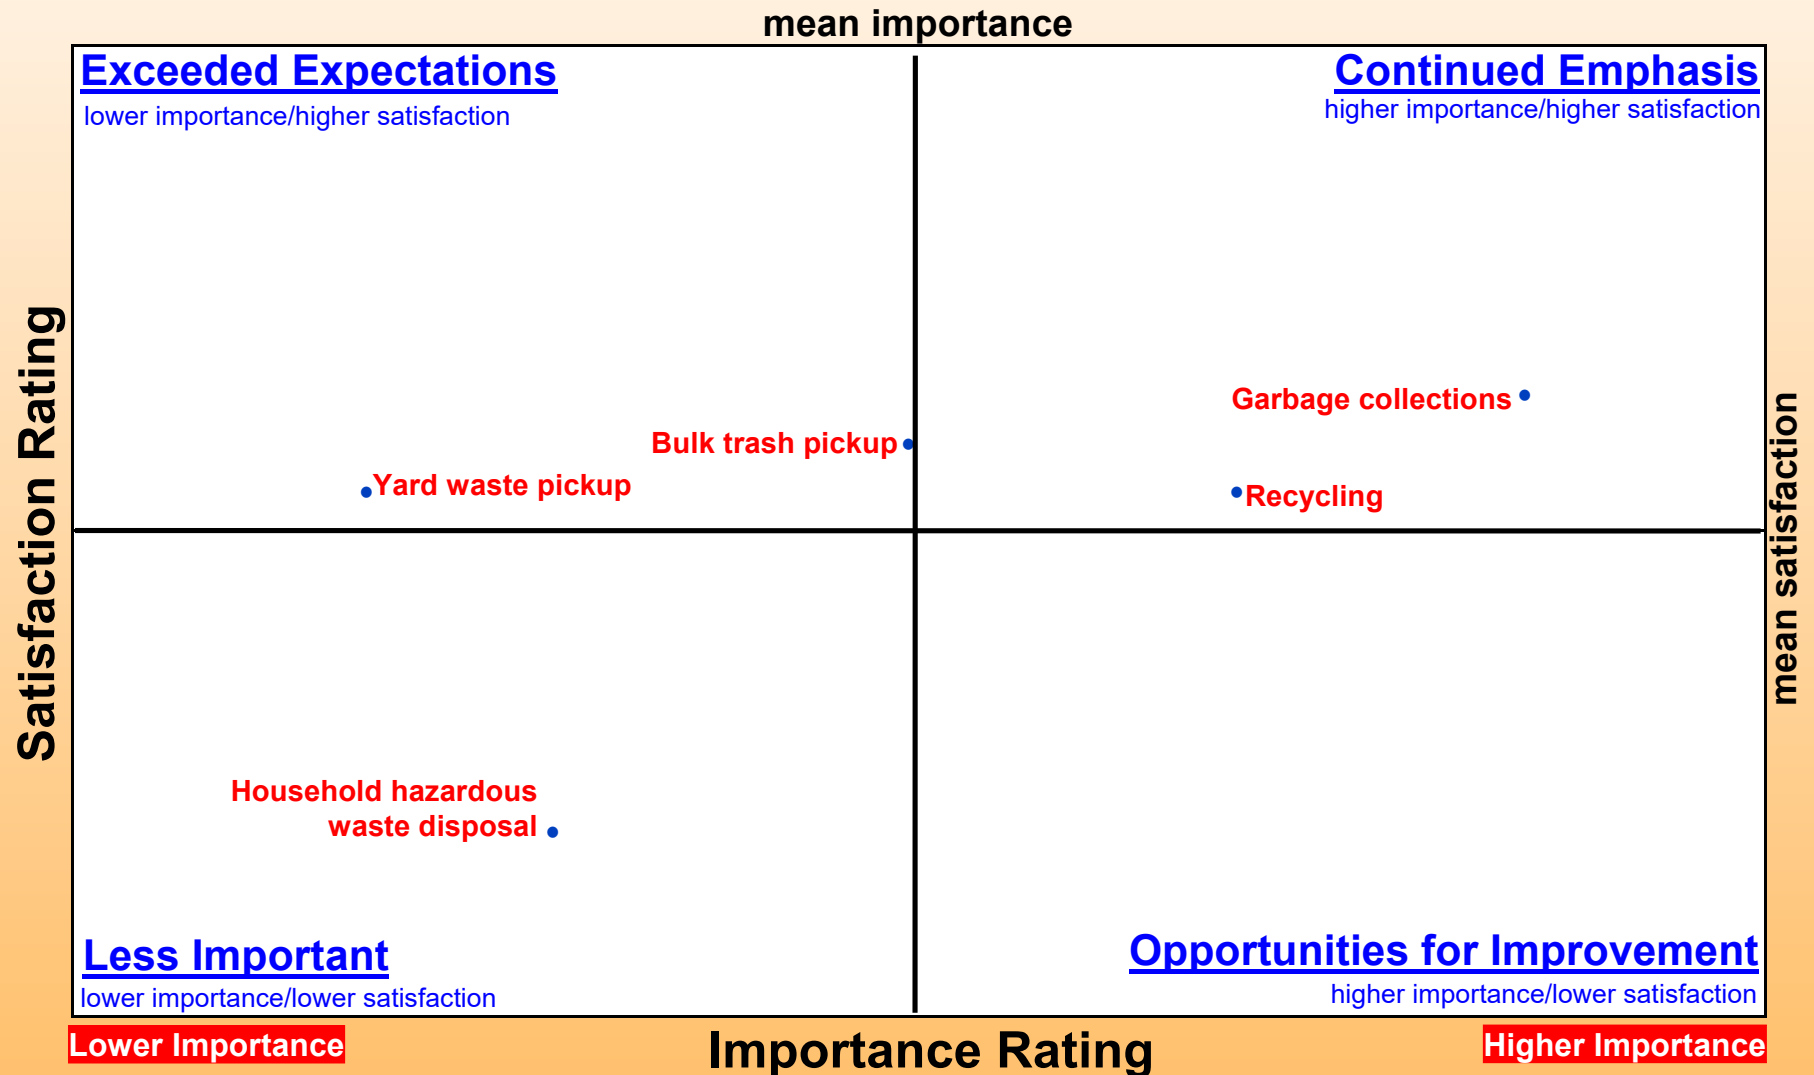 mean importance
Exceeded Expectations
lower importance/higher satisfaction
Continued Emphasis
higher importance/higher satisfaction
Satisfaction Rating
mean satisfaction
Garbage collections
Bulk trash pickup
Yard waste pickup
Recycling
Household hazardous
waste disposal
Less Important
lower importance/lower satisfaction
Opportunities for Improvement
higher importance/lower satisfaction
Lower Importance
Importance Rating
Higher Importance